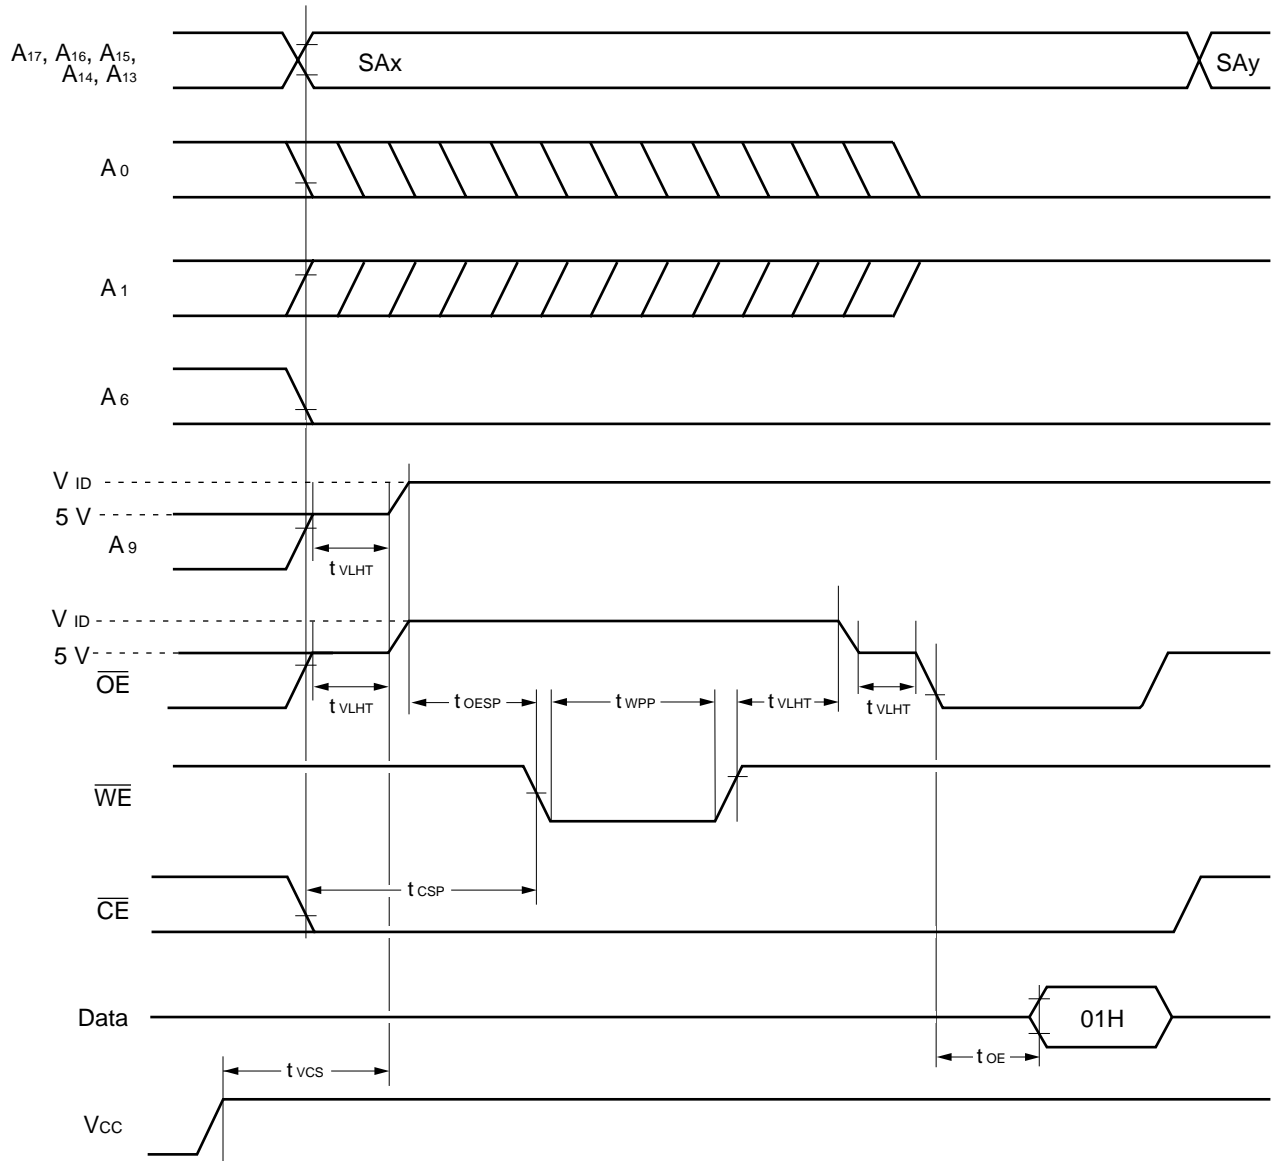 A17, A16, A15,
A14, A13
SAx
SAy
A0
A1
A6
VID
5 V
A9
tVLHT
VID
5 V
OE
tVLHT
tOESP
tWPP
tVLHT
tVLHT
WE
tCSP
CE
Data
01H
tOE
tVCS
VCC